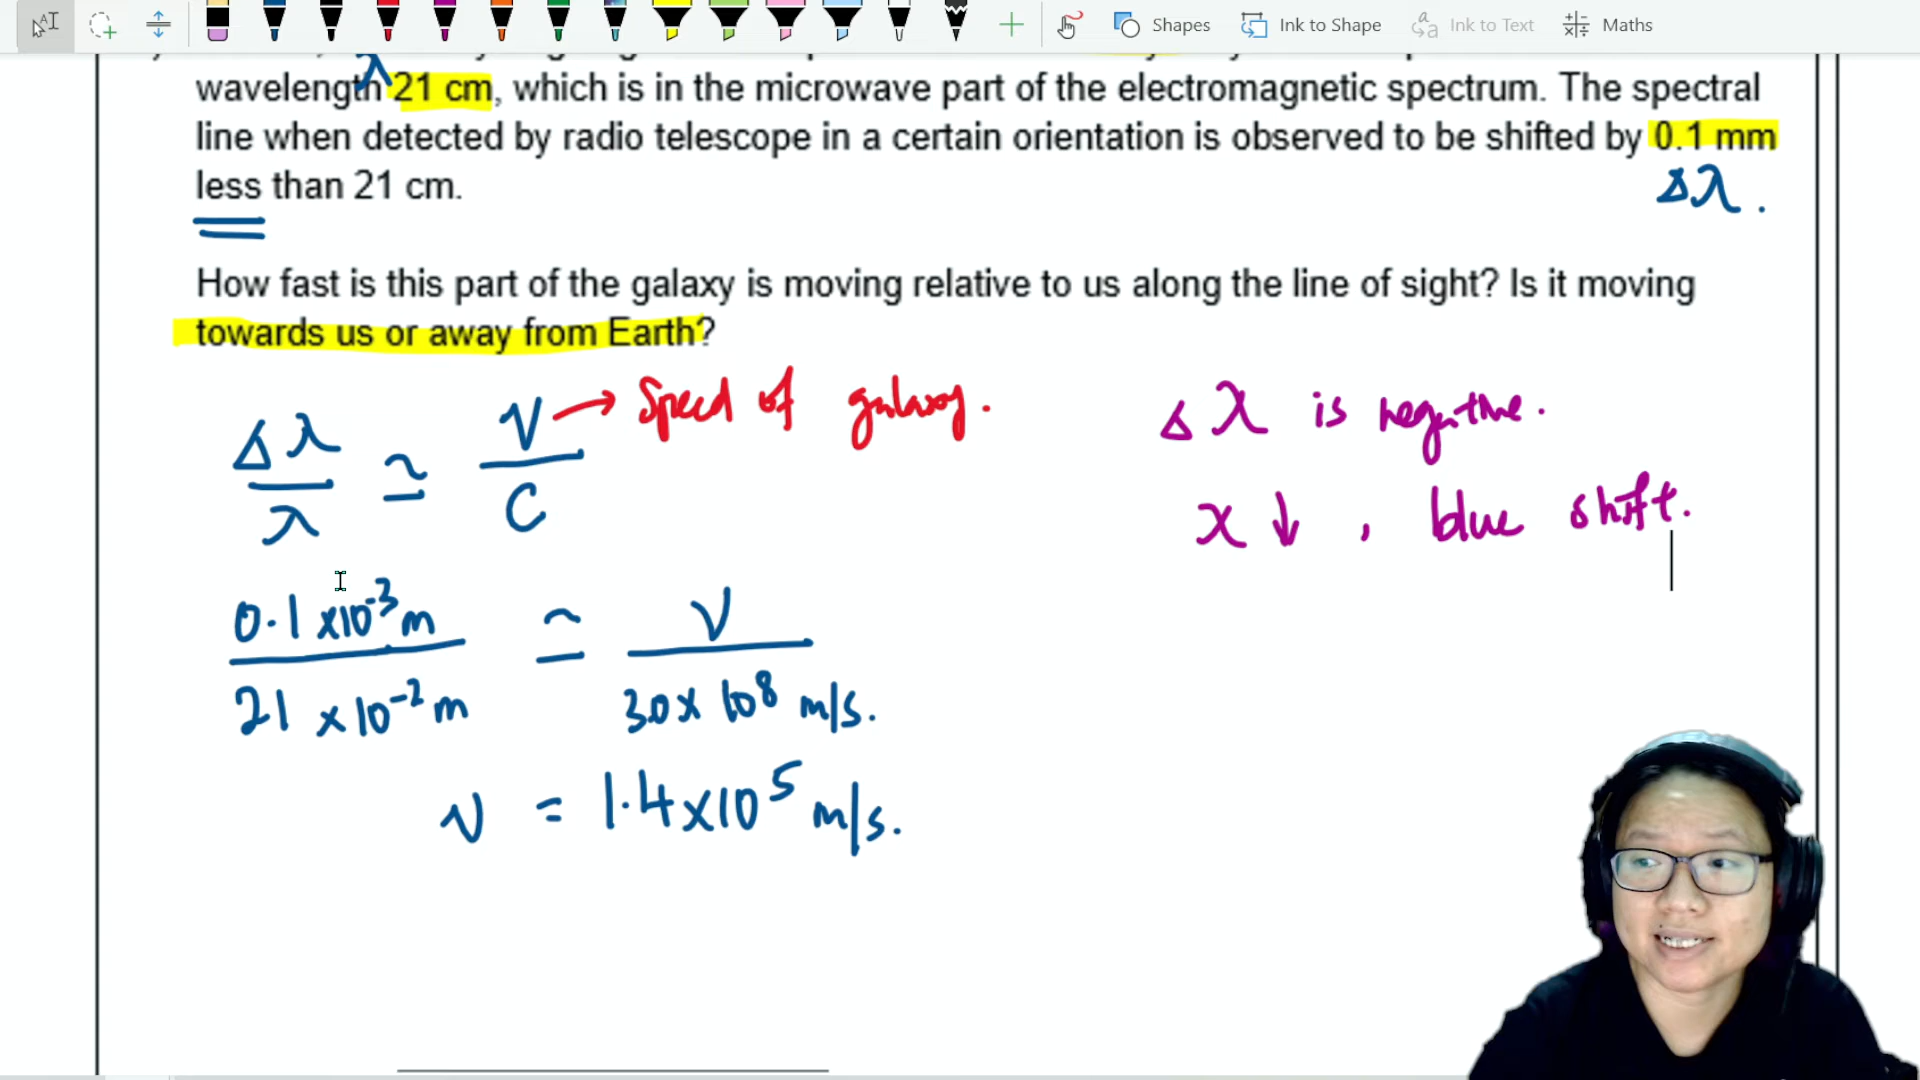 Shapes
Ink to Shape
Ink to Text
Maths
λ
wavelength 21 cm, which is in the microwave part of the electromagnetic spectrum. The spectral
line when detected by radio telescope in a certain orientation is observed to be shifted by 0.1 mm
Δλ.
less than 21 cm.
How fast is this part of the galaxy is moving relative to us along the line of sight? Is it moving
towards us or away from Earth?
Δλ/λ ≃ v/c
→ Speed of galaxy.
Δλ is negative.
λ ↓ , blue shift.
0.1 x10⁻³ m / 21 x10⁻² m ≃ v / 3.0 x 10⁸ m/s.
v = 1.4x10⁵ m/s.